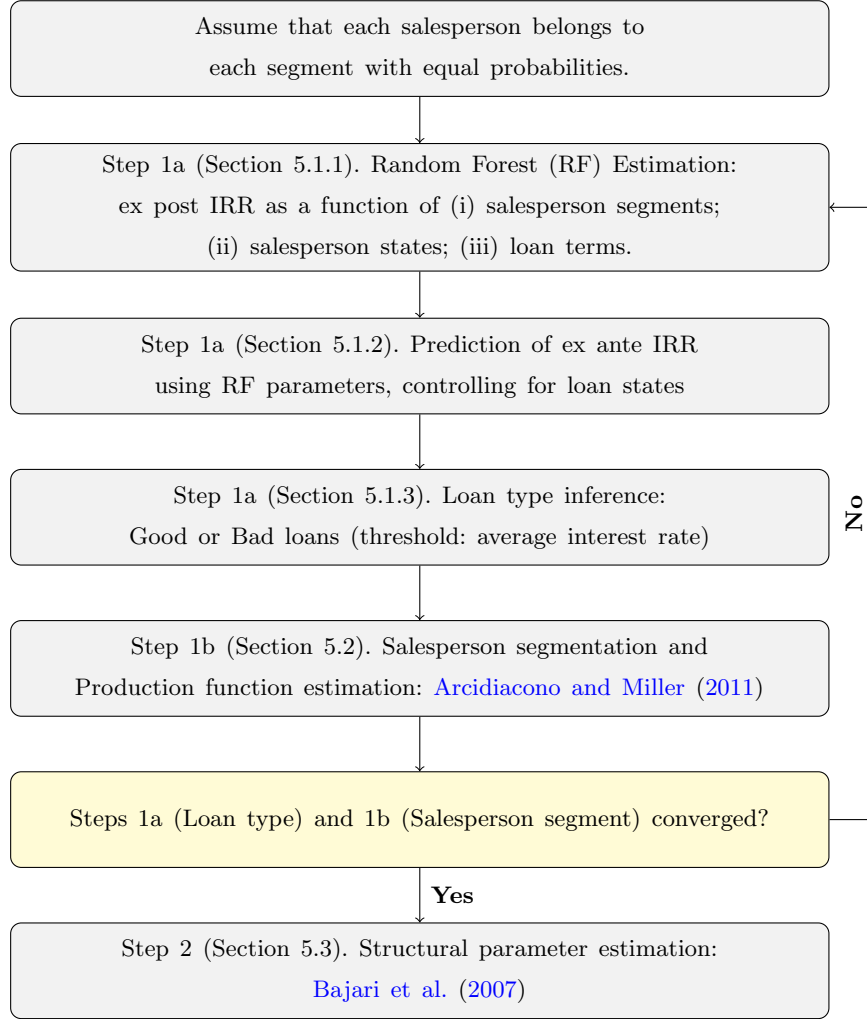 Assume that each salesperson belongs to
each segment with equal probabilities.
Step 1a (Section 5.1.1). Random Forest (RF) Estimation:
ex post IRR as a function of (i) salesperson segments;
(ii) salesperson states; (iii) loan terms.
Step 1a (Section 5.1.2). Prediction of ex ante IRR
using RF parameters, controlling for loan states
Step 1a (Section 5.1.3). Loan type inference:
Good or Bad loans (threshold: average interest rate)
No
Step 1b (Section 5.2). Salesperson segmentation and
Production function estimation: Arcidiacono and Miller (2011)
Steps 1a (Loan type) and 1b (Salesperson segment) converged?
Yes
Step 2 (Section 5.3). Structural parameter estimation:
Bajari et al. (2007)